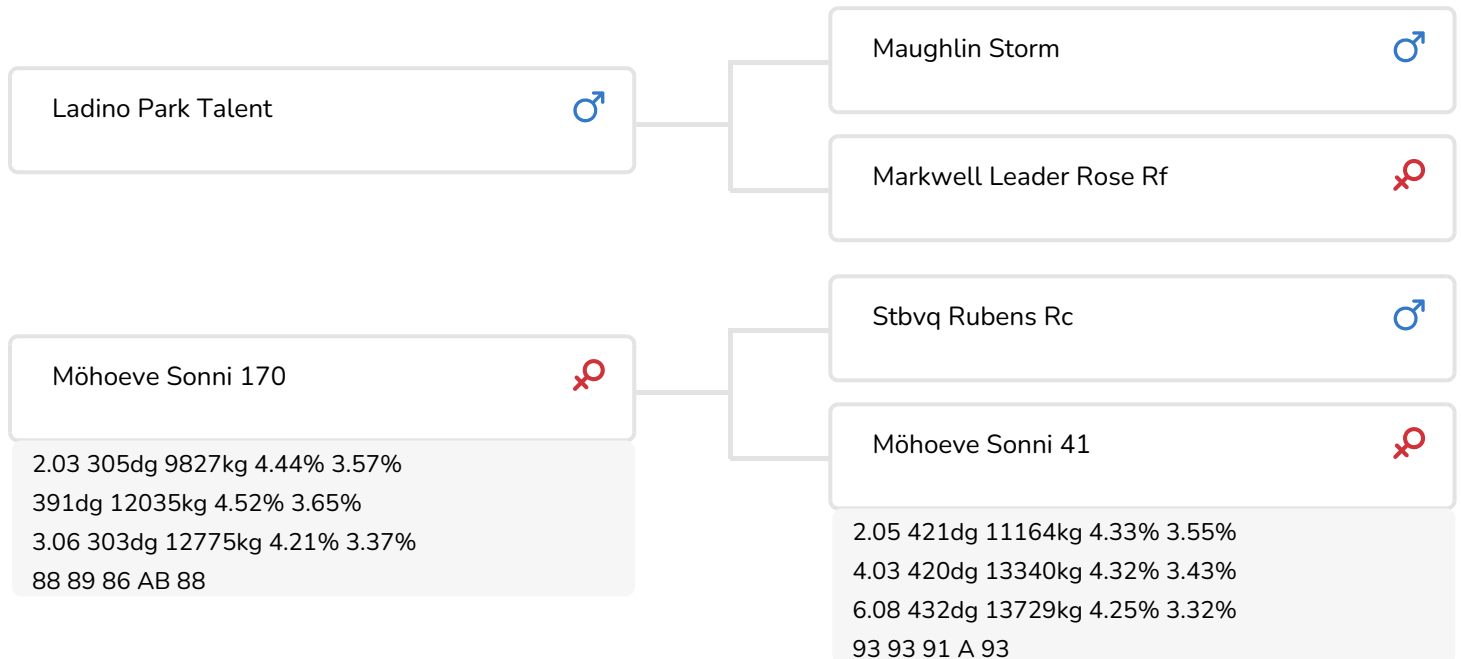 Ladino Park Talent
Maughlin Storm
Markwell Leader Rose Rf
Möhoeve Sonni 170
2.03 305dg 9827kg 4.44% 3.57%
391dg 12035kg 4.52% 3.65%
3.06 303dg 12775kg 4.21% 3.37%
88 89 86 AB 88
Stbvq Rubens Rc
Möhoeve Sonni 41
2.05 421dg 11164kg 4.33% 3.55%
4.03 420dg 13340kg 4.32% 3.43%
6.08 432dg 13729kg 4.25% 3.32%
93 93 91 A 93